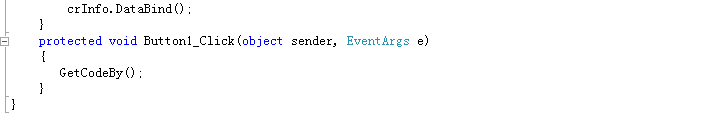 crInfo.DataBind();
}
protected void Button1_Click(object sender, EventArgs e)
{
GetCodeBy();
}
}